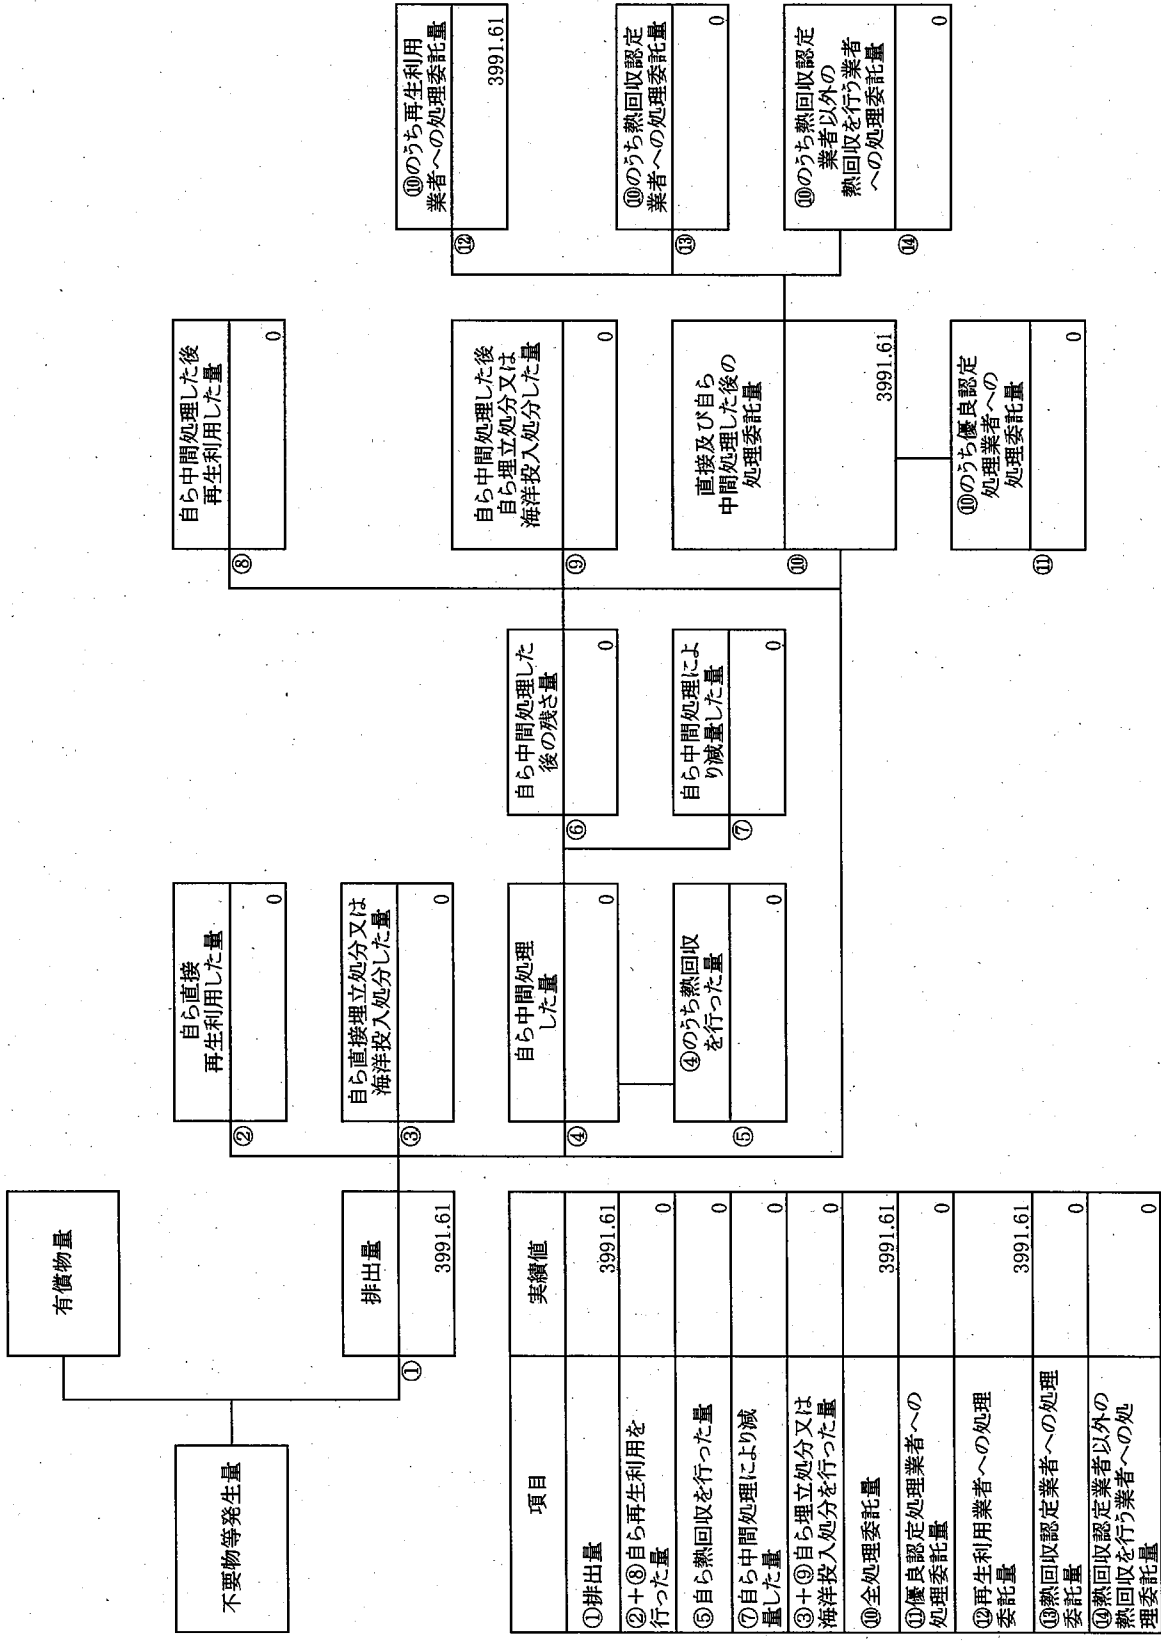 不要物等発生量
有償物量
①
排出量
3991.61
②
自ら直接
再生利用した量
0
③
自ら直接埋立処分又は
海洋投入処分した量
0
④
自ら中間処理
した量
0
⑤
④のうち熱回収
を行った量
0
⑥
自ら中間処理した
後の残さ量
0
⑦
自ら中間処理によ
り減量した量
0
⑧
自ら中間処理した後
再生利用した量
0
⑨
自ら中間処理した後
自ら埋立処分又は
海洋投入処分した量
0
⑩
直接及び自ら
中間処理した後の
処理委託量
3991.61
⑪
⑩のうち優良認定
処理業者への
処理委託量
0
⑫
⑩のうち再生利用
業者への処理委託量
3991.61
⑬
⑩のうち熱回収認定
業者への処理委託量
0
⑭
⑩のうち熱回収認定
業者以外の
熱回収を行う業者
への処理委託量
0
項目 実績値
①排出量 3991.61
②+⑧自ら再生利用を
行った量 0
⑤自ら熱回収を行った量 0
⑦自ら中間処理により減
量した量 0
③+⑨自ら埋立処分又は
海洋投入処分を行った量 0
⑩全処理委託量 3991.61
⑪優良認定処理業者への
処理委託量 0
⑫再生利用業者への処理
委託量 3991.61
⑬熱回収認定業者への処理
委託量 0
⑭熱回収認定業者以外の
熱回収を行う業者への処
理委託量 0